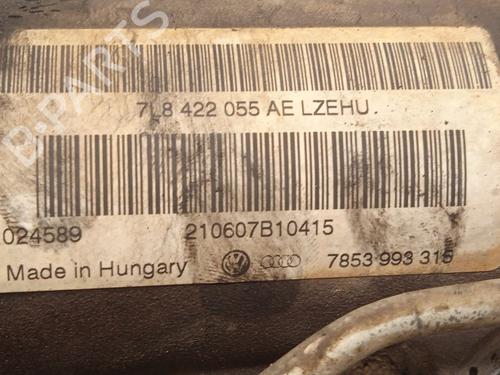 B-PARTS
7L8 422 055 AE LZEHU
024589 210607B10415
Made in Hungary 7853 993 315